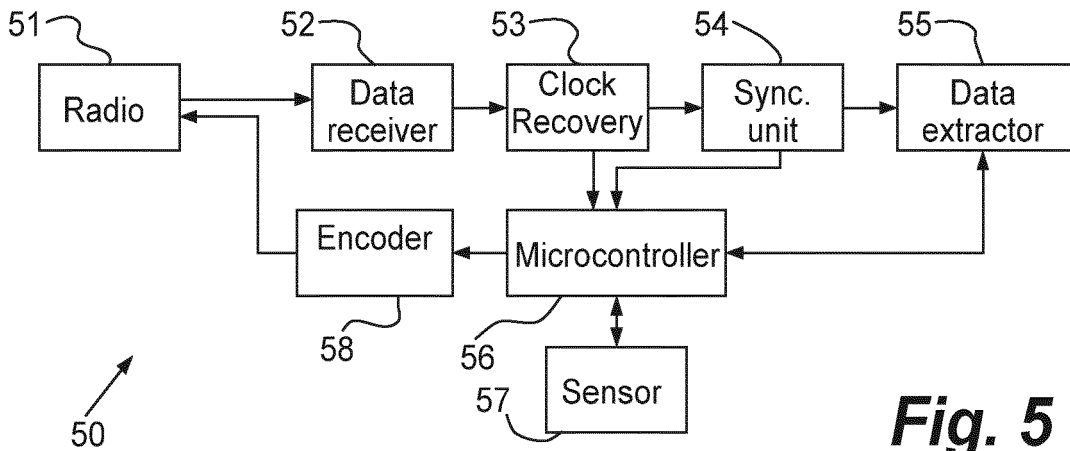 51
52
53
54
55
Radio
Data
receiver
Clock
Recovery
Sync.
unit
Data
extractor
Encoder
Microcontroller
58
56
Sensor
57
50
Fig. 5